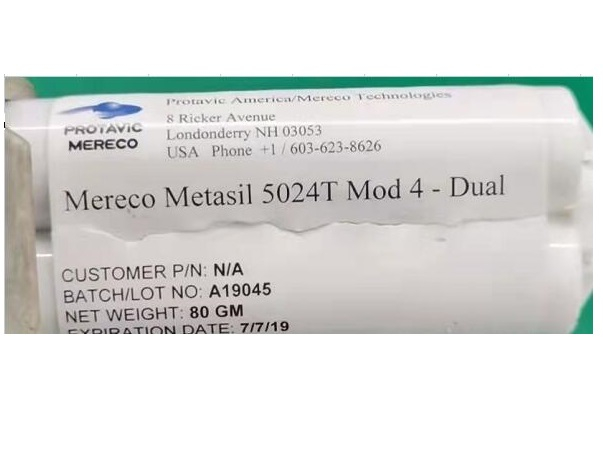 PROTAVIC
MERECO
Protavic America/Mereco Technologies
8 Ricker Avenue
Londonderry NH 03053
USA Phone +1 / 603-623-8626
Mereco Metasil 5024T Mod 4 - Dual
CUSTOMER P/N: N/A
BATCH/LOT NO: A19045
NET WEIGHT: 80 GM
EXPIRATION DATE: 7/7/19